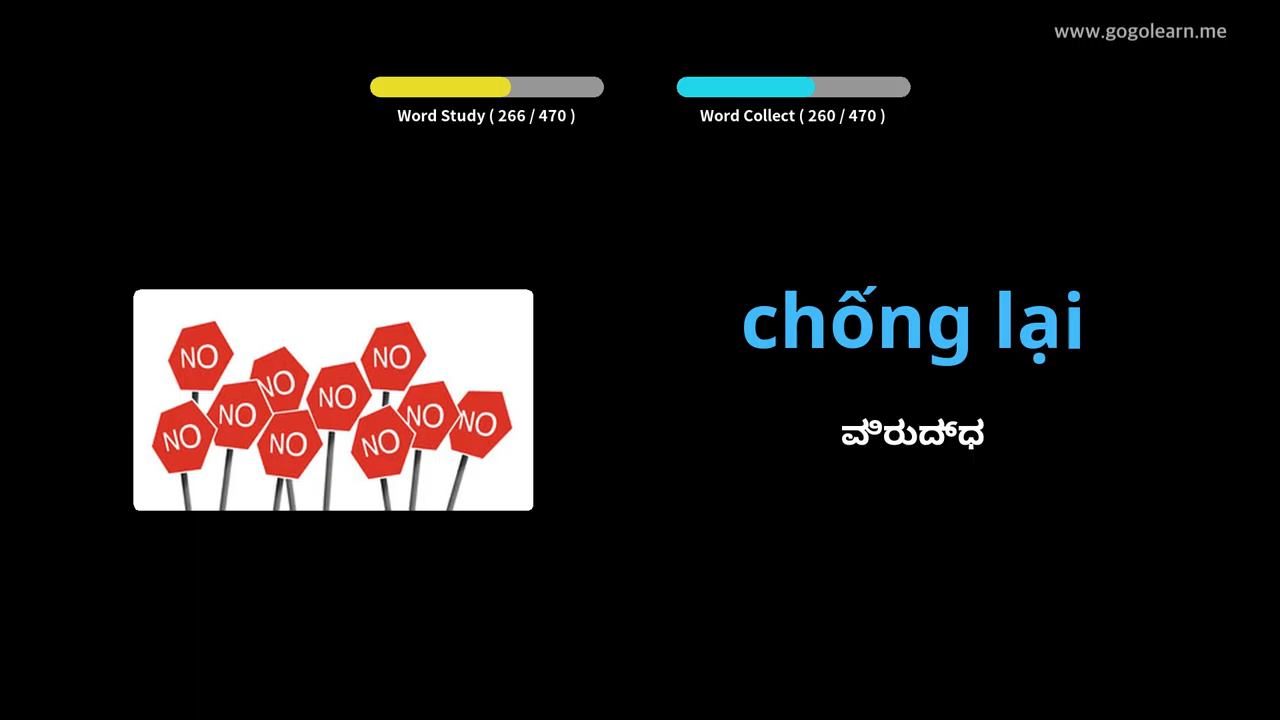 www.gogolearn.me
Word Study ( 266 / 470 )
Word Collect ( 260 / 470 )
NO
NO
NO
NO
NO
NO
NO
NO
NO
NO
chống lại
ವಿರುದ್ಧ